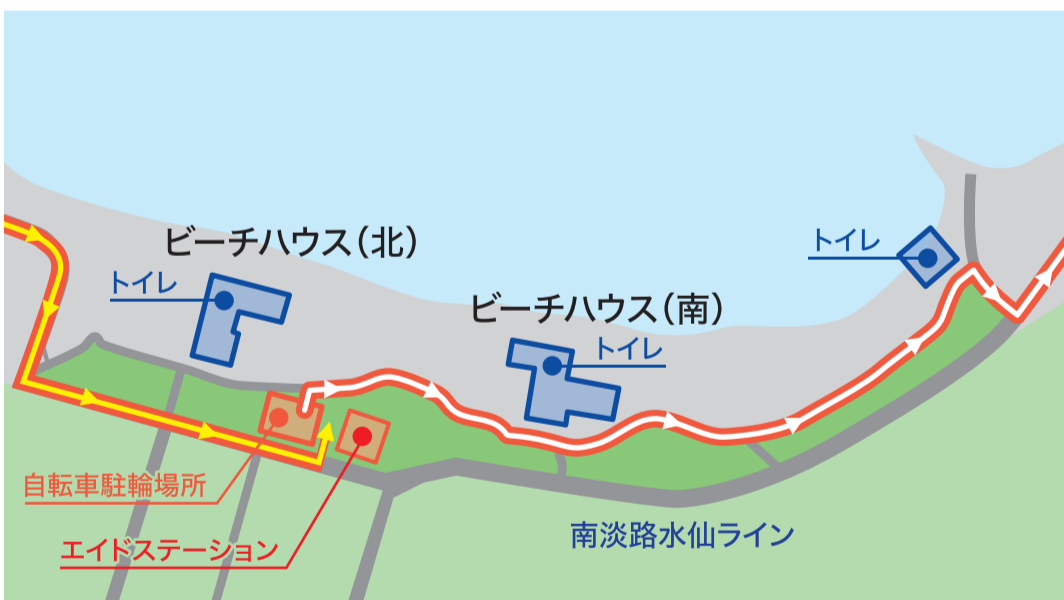 ビーチハウス(北)
トイレ
トイレ
ビーチハウス(南)
トイレ
自転車駐輪場所
エイドステーション
南淡路水仙ライン